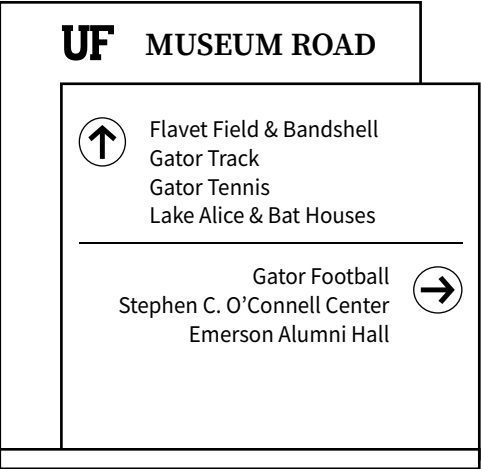 UF MUSEUM ROAD
Flavet Field & Bandshell
Gator Track
Gator Tennis
Lake Alice & Bat Houses
Gator Football
Stephen C. O’Connell Center
Emerson Alumni Hall